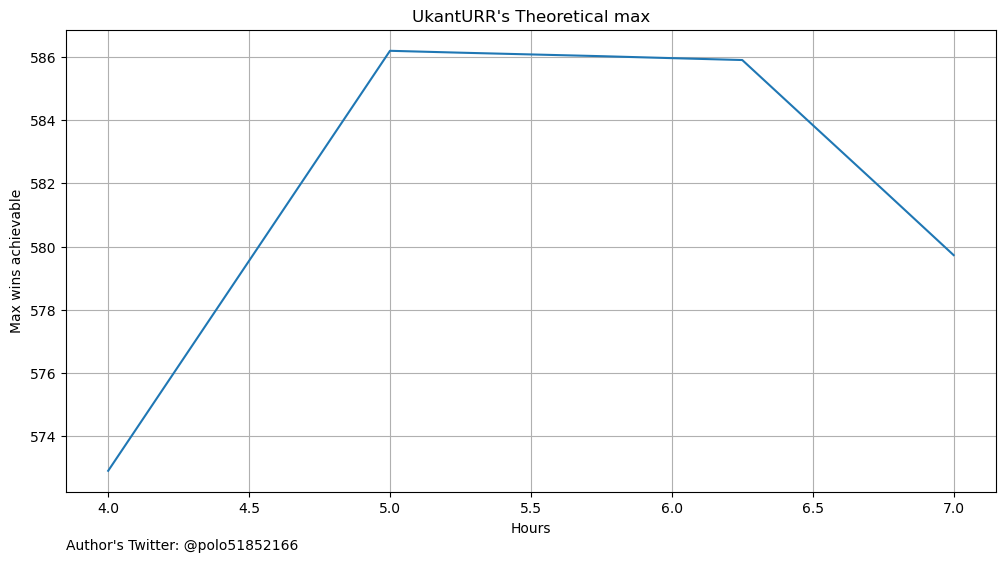 UkantURR's Theoretical max
586
584
582
580
578
576
574
Max wins achievable
4.0 4.5 5.0 5.5 6.0 6.5 7.0
Hours
Author's Twitter: @polo51852166